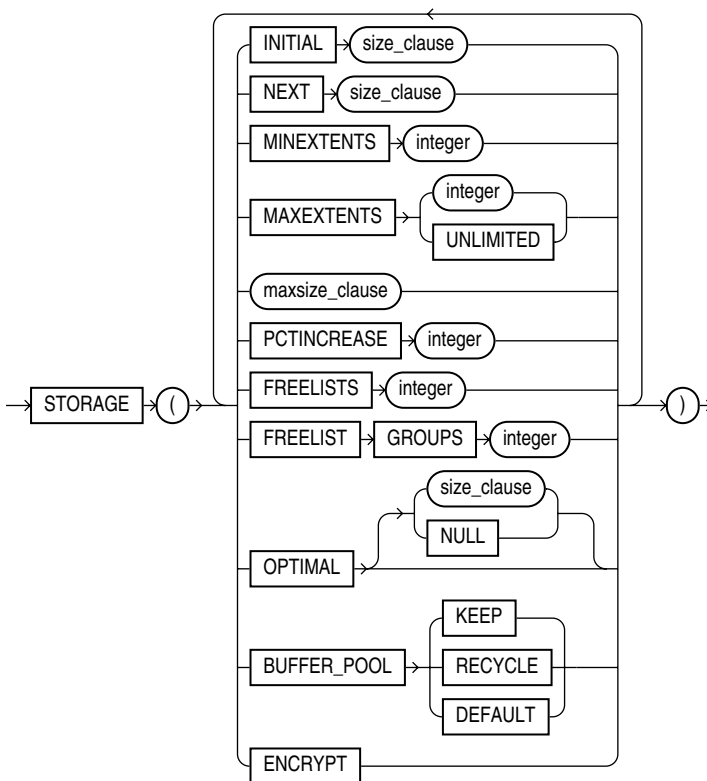 INITIAL size_clause
NEXT size_clause
MINEXTENTS integer
MAXEXTENTS integer
UNLIMITED
maxsize_clause
PCTINCREASE integer
STORAGE ( FREELISTS integer )
FREELIST GROUPS integer
size_clause
NULL
OPTIMAL
KEEP
BUFFER_POOL RECYCLE
DEFAULT
ENCRYPT